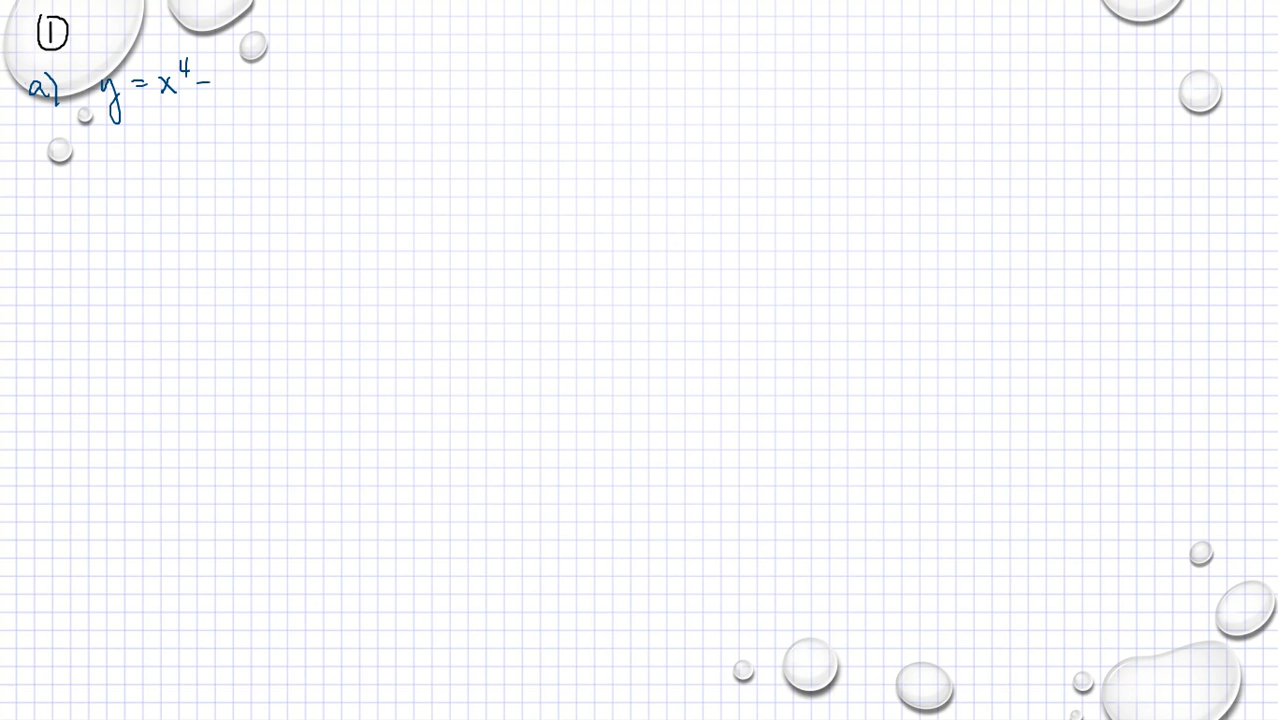 ①
a) y = x⁴ -